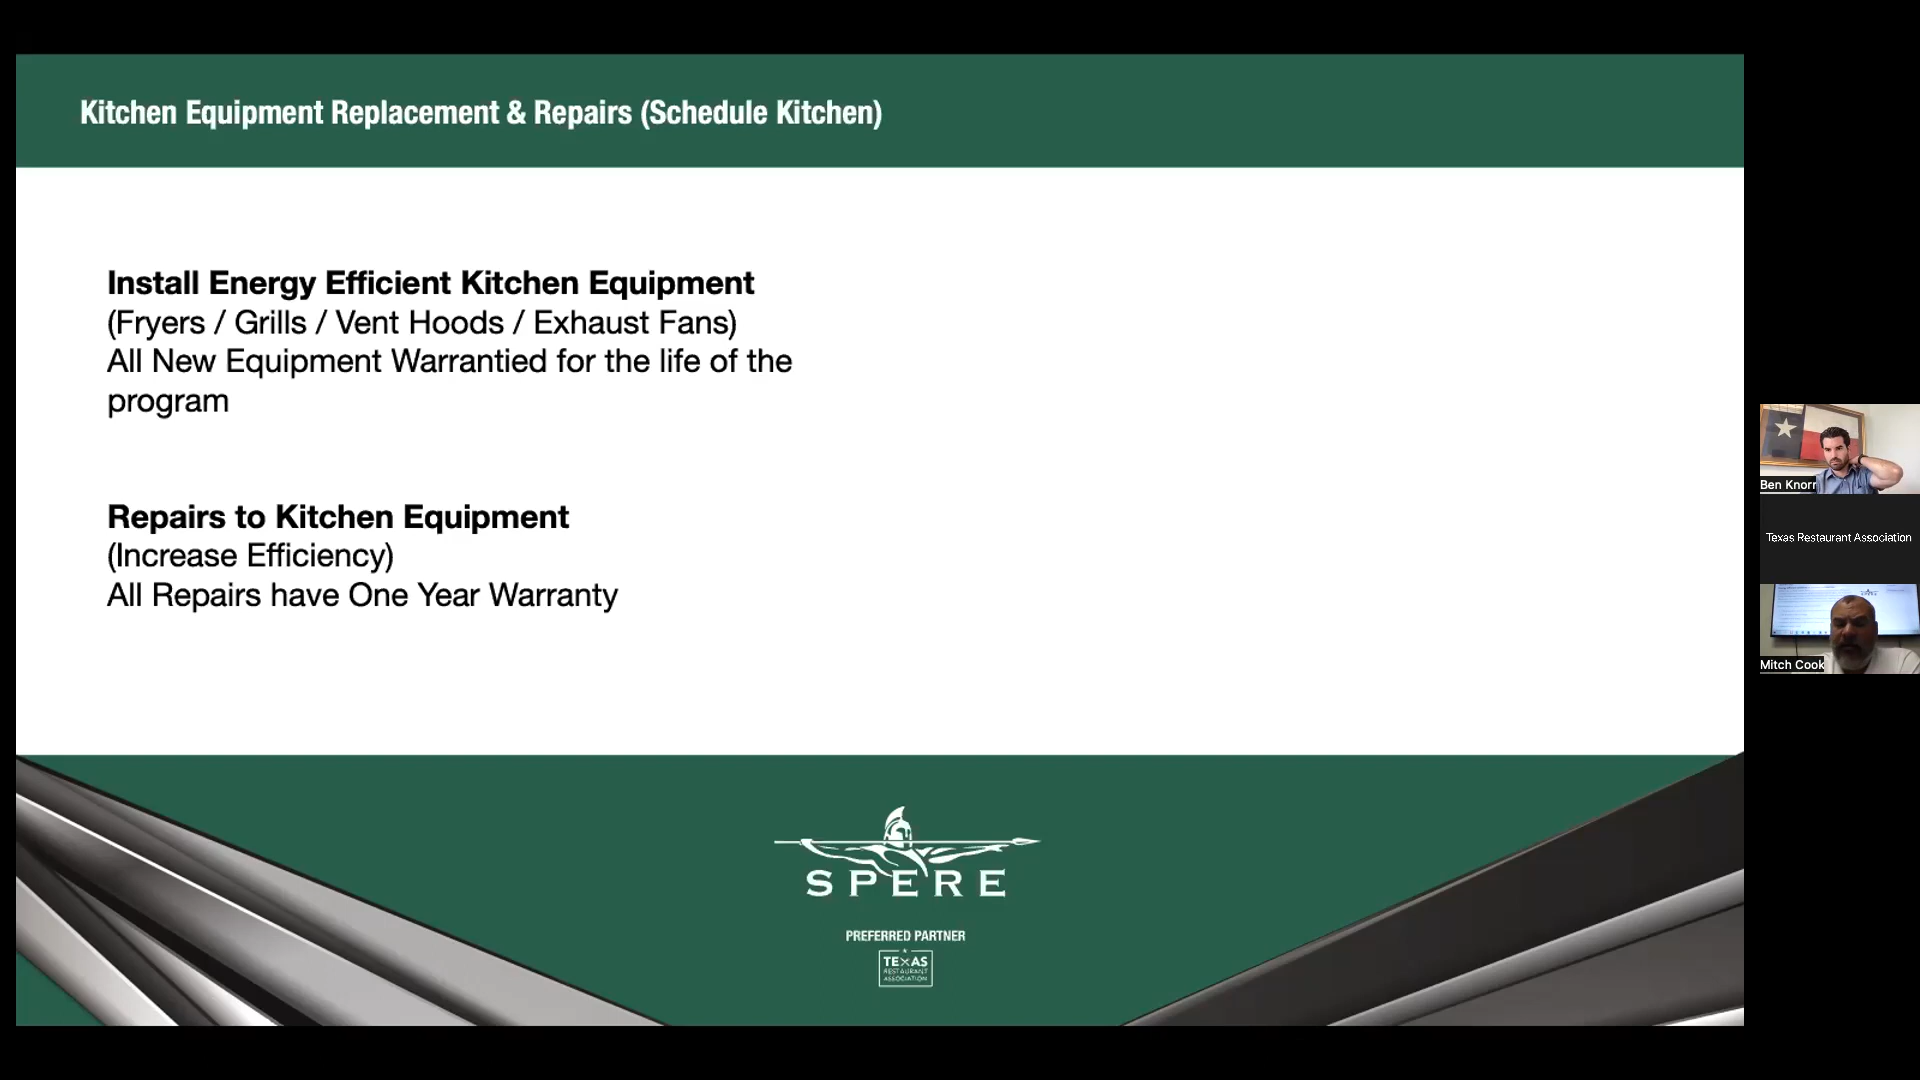 Kitchen Equipment Replacement & Repairs (Schedule Kitchen)
Install Energy Efficient Kitchen Equipment
(Fryers / Grills / Vent Hoods / Exhaust Fans)
All New Equipment Warrantied for the life of the
program
Repairs to Kitchen Equipment
(Increase Efficiency)
All Repairs have One Year Warranty
SPERE
PREFERRED PARTNER
TEXAS
RESTAURANT
ASSOCIATION
Ben Knorr
Texas Restaurant Association
Mitch Cook